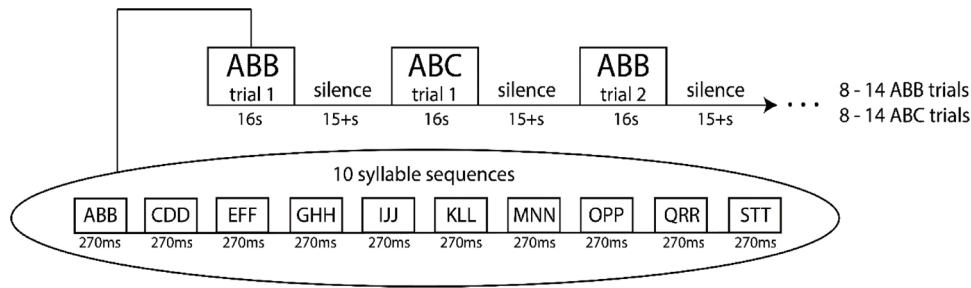 ABB ABC ABB
trial 1 silence trial 1 silence trial 2 silence
16s 15+s 16s 15+s 16s 15+s
8 - 14 ABB trials
8 - 14 ABC trials
10 syllable sequences
ABB CDD EFF GHH IJJ KLL MNN OPP QRR STT
270ms 270ms 270ms 270ms 270ms 270ms 270ms 270ms 270ms 270ms